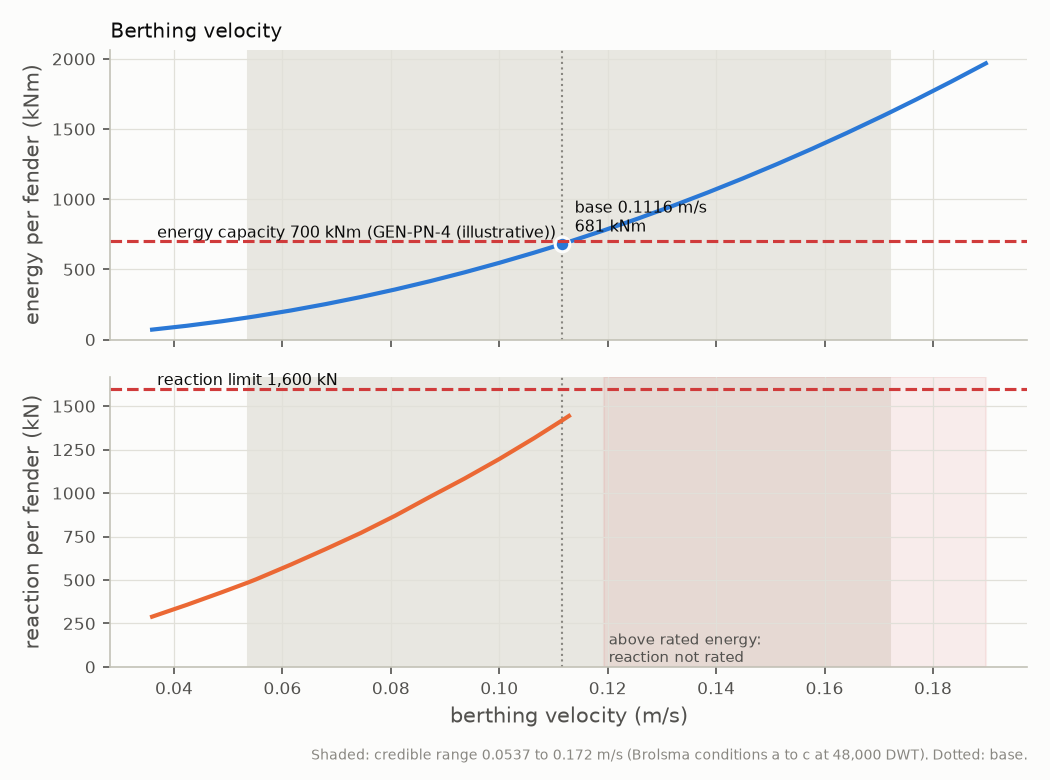 Berthing velocity
energy per fender (kNm)
2000
1500
1000
500
0
base 0.1116 m/s
681 kNm
energy capacity 700 kNm (GEN-PN-4 (illustrative))
reaction per fender (kN)
reaction limit 1,600 kN
1500
1250
1000
750
500
250
0
above rated energy:
reaction not rated
0.04 0.06 0.08 0.10 0.12 0.14 0.16 0.18
berthing velocity (m/s)
Shaded: credible range 0.0537 to 0.172 m/s (Brolsma conditions a to c at 48,000 DWT). Dotted: base.